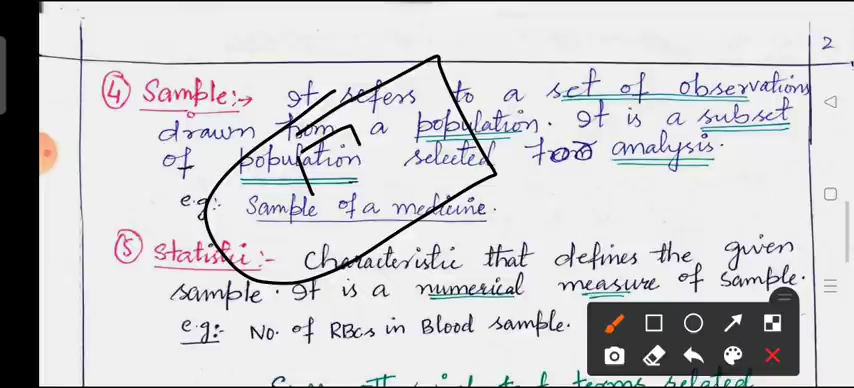 2
④ Sample:→ It refers to a set of observations
drawn from a population. It is a subset
of population selected for analysis.
e.g:- Sample of a medicine.
⑤ Statistic:- Characteristic that defines the given
sample. It is a numerical measure of sample.
e.g:- No. of RBCs in Blood sample.
terms related